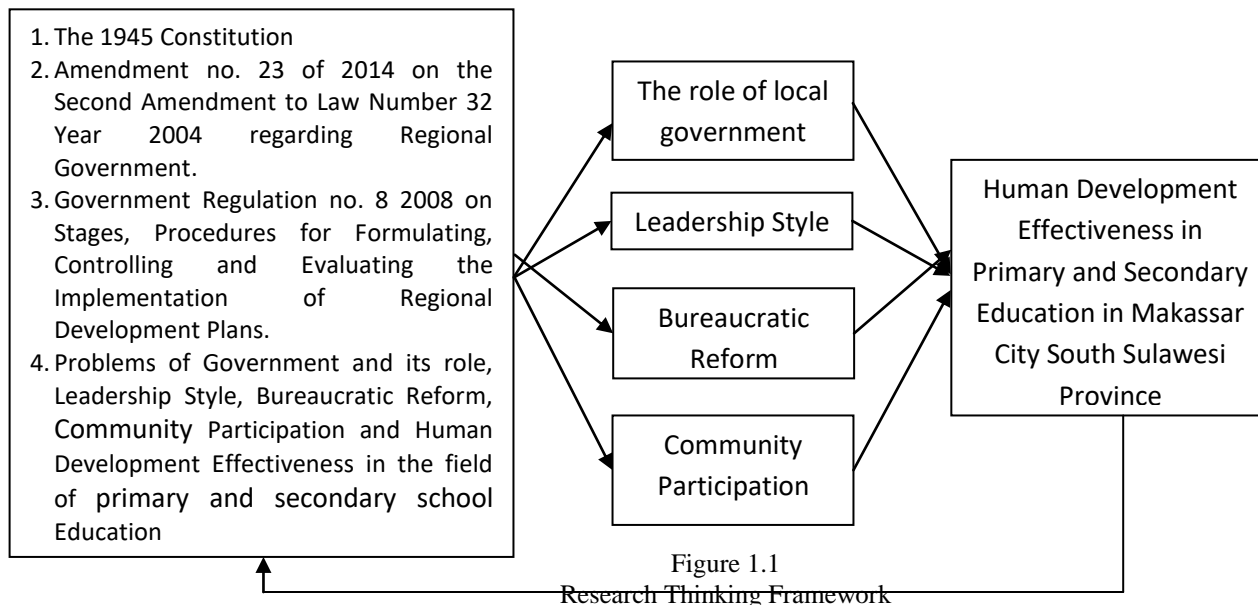 1. The 1945 Constitution
2. Amendment no. 23 of 2014 on the
Second Amendment to Law Number 32
Year 2004 regarding Regional
Government.
3. Government Regulation no. 8 2008 on
Stages, Procedures for Formulating,
Controlling and Evaluating the
Implementation of Regional
Development Plans.
4. Problems of Government and its role,
Leadership Style, Bureaucratic Reform,
Community Participation and Human
Development Effectiveness in the field
of primary and secondary school
Education
The role of local
government
Leadership Style
Bureaucratic
Reform
Community
Participation
Human Development
Effectiveness in
Primary and Secondary
Education in Makassar
City South Sulawesi
Province
Figure 1.1
Research Thinking Framework